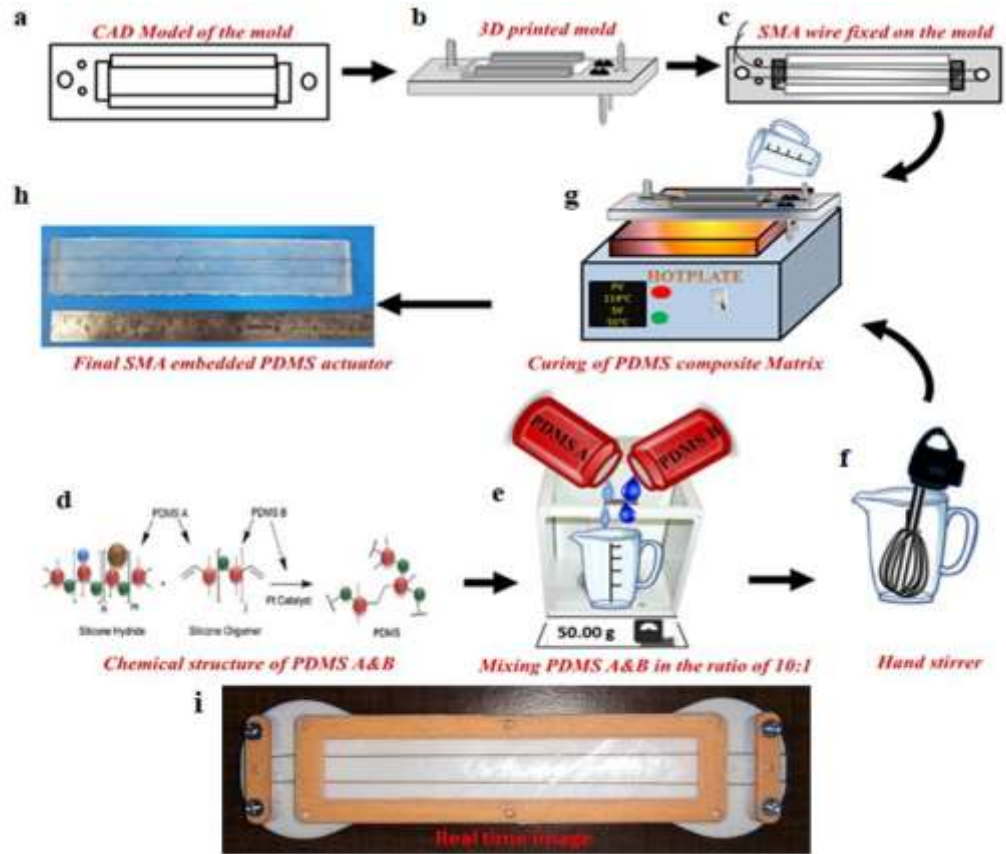 a
CAD Model of the mold
b
3D printed mold
c
SMA wire fixed on the mold
h
Final SMA embedded PDMS actuator
g
HOTPLATE
PV
SV
Curing of PDMS composite Matrix
d
PDMS A
PDMS B
Pt Catalyst
Silicone Hydride
Silicone Oligomer
PDMS
Chemical structure of PDMS A&B
e
PDMS A
PDMS B
50.00 g
Mixing PDMS A&B in the ratio of 10:1
f
Hand stirrer
i
Real time image